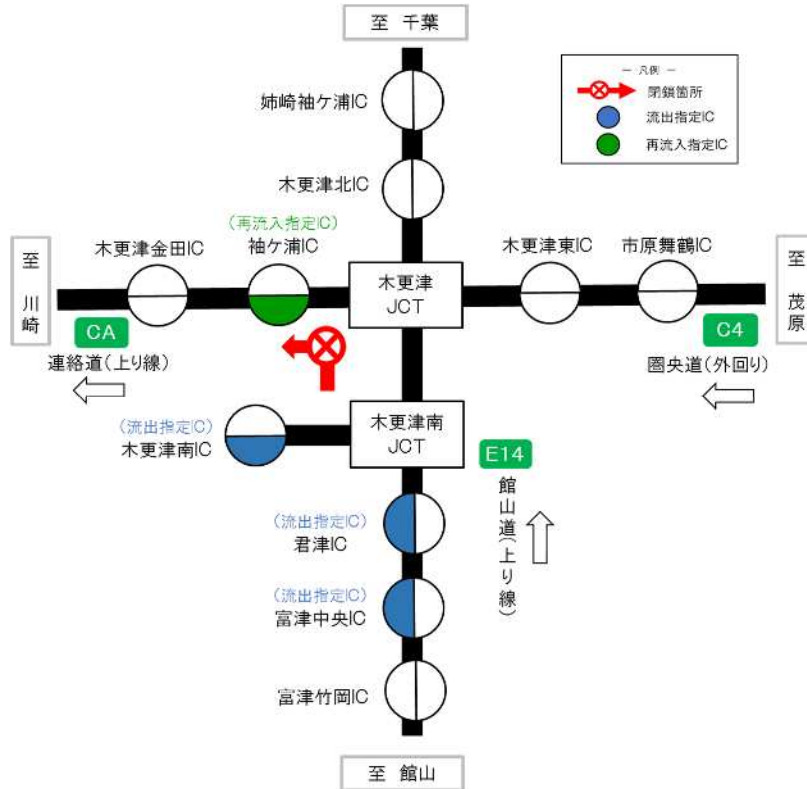 至 千葉
― 凡例 ―
閉鎖箇所
流出指定IC
再流入指定IC
姉崎袖ケ浦IC
木更津北IC
(再流入指定IC)
袖ケ浦IC
木更津金田IC
木更津東IC
市原舞鶴IC
至 川崎
木更津
JCT
至 茂原
CA
連絡道(上り線)
C4
圏央道(外回り)
(流出指定IC)
木更津南IC
木更津南
JCT
E14
館山道(上り線)
(流出指定IC)
君津IC
(流出指定IC)
富津中央IC
富津竹岡IC
至 館山